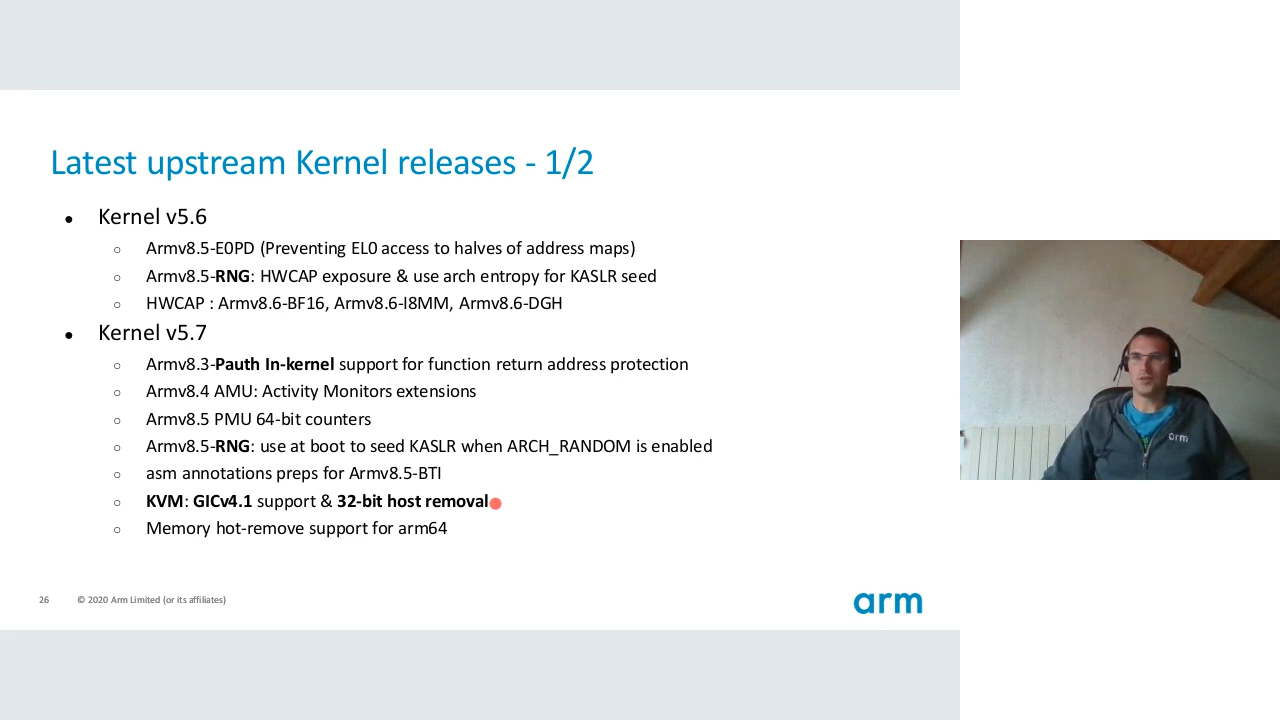 Latest upstream Kernel releases - 1/2
● Kernel v5.6
○ Armv8.5-E0PD (Preventing EL0 access to halves of address maps)
○ Armv8.5-RNG: HWCAP exposure & use arch entropy for KASLR seed
○ HWCAP : Armv8.6-BF16, Armv8.6-I8MM, Armv8.6-DGH
● Kernel v5.7
○ Armv8.3-Pauth In-kernel support for function return address protection
○ Armv8.4 AMU: Activity Monitors extensions
○ Armv8.5 PMU 64-bit counters
○ Armv8.5-RNG: use at boot to seed KASLR when ARCH_RANDOM is enabled
○ asm annotations preps for Armv8.5-BTI
○ KVM: GICv4.1 support & 32-bit host removal
○ Memory hot-remove support for arm64
26 © 2020 Arm Limited (or its affiliates)
arm
arm